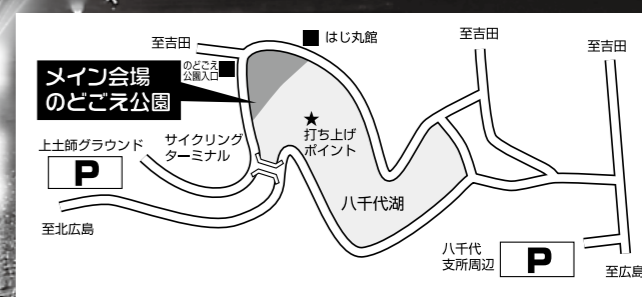 至吉田
はじ丸館
至吉田
至吉田
のどごえ
公園入口
メイン会場
のどごえ公園
打ち上げ
ポイント
上土師グラウンド
P
サイクリング
ターミナル
八千代湖
至北広島
八千代
支所周辺
P
至広島